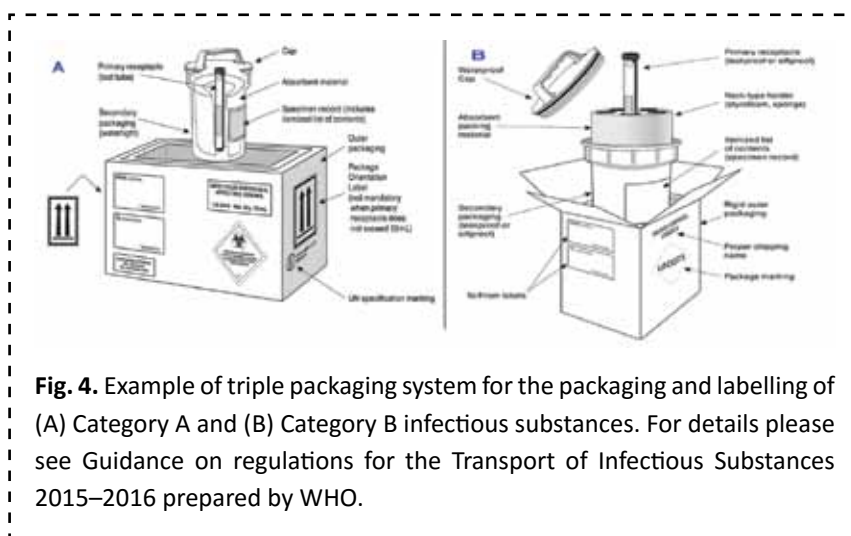 A
B
Cap
Primary receptacle
(test tube)
Absorbent material
Specimen record (includes
itemized list of contents)
Secondary
packaging
(watertight)
Outer
packaging
Package
Orientation
Label
(not mandatory
when primary
receptacle does
not exceed
UN specification marking
Waterproof
Cap
Primary receptacle
(leakproof or siftproof)
Rack-type holder
(styrofoam, sponge)
Absorbent
packing
material
Itemized list
of contents
(specimen record)
Secondary
packaging
(leakproof or
siftproof)
Rigid outer
packaging
Proper shipping
name
Package marking
To/From labels
Fig. 4. Example of triple packaging system for the packaging and labelling of
(A) Category A and (B) Category B infectious substances. For details please
see Guidance on regulations for the Transport of Infectious Substances
2015–2016 prepared by WHO.